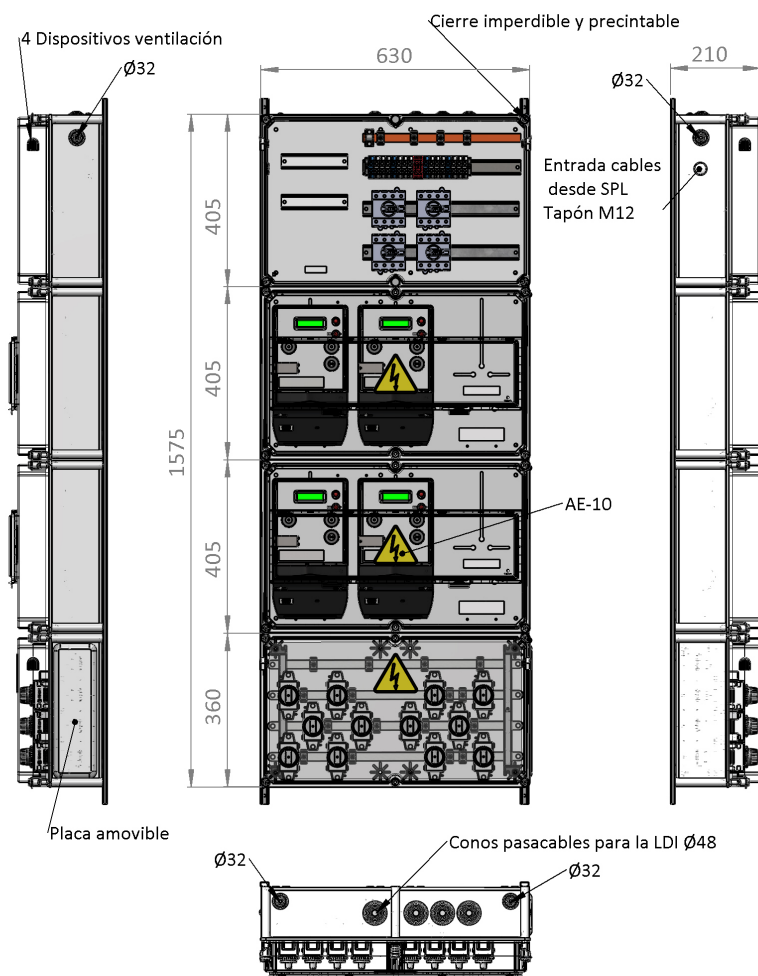 Cierre imperdible y precintable
4 Dispositivos ventilación
Ø32
630
210
Ø32
Entrada cables
desde SPL
Tapón M12
405
405
1575
405
AE-10
360
Placa amovible
Conos pasacables para la LDI Ø48
Ø32
Ø32